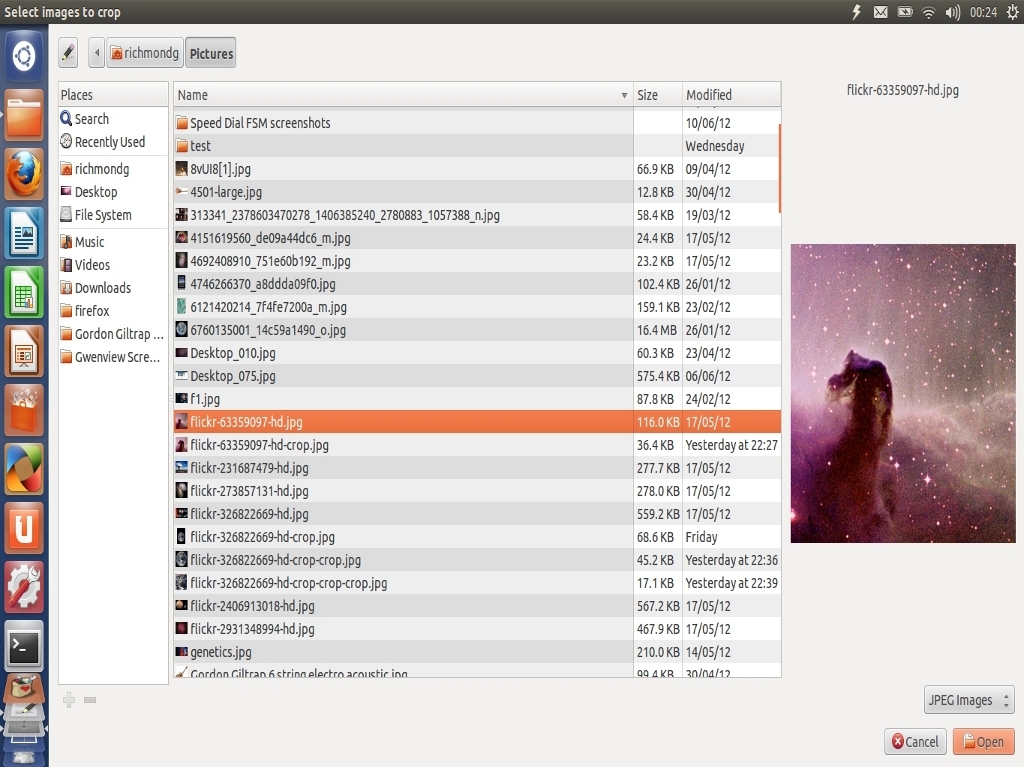 Select images to crop
00:24
richmondg
Pictures
Places
Search
Recently Used
richmondg
Desktop
File System
Music
Videos
Downloads
firefox
Gordon Giltrap ...
Gwenview Scre...
Name Size Modified
Speed Dial FSM screenshots 10/06/12
test Wednesday
8vUI8[1].jpg 66.9 KB 09/04/12
4501-large.jpg 12.8 KB 30/04/12
313341_2378603470278_1406385240_2780883_1057388_n.jpg 58.4 KB 19/03/12
4151619560_de09a44dc6_m.jpg 24.4 KB 17/05/12
4692408910_751e60b192_m.jpg 23.2 KB 17/05/12
4746266370_a8ddda09f0.jpg 102.4 KB 26/01/12
6121420214_7f4fe7200a_m.jpg 159.1 KB 23/02/12
6760135001_14c59a1490_o.jpg 16.4 MB 26/01/12
Desktop_010.jpg 60.3 KB 23/04/12
Desktop_075.jpg 575.4 KB 06/06/12
f1.jpg 87.8 KB 24/02/12
flickr-63359097-hd.jpg 116.0 KB 17/05/12
flickr-63359097-hd-crop.jpg 36.4 KB Yesterday at 22:27
flickr-231687479-hd.jpg 277.7 KB 17/05/12
flickr-273857131-hd.jpg 278.0 KB 17/05/12
flickr-326822669-hd.jpg 559.2 KB 17/05/12
flickr-326822669-hd-crop.jpg 68.6 KB Friday
flickr-326822669-hd-crop-crop.jpg 45.2 KB Yesterday at 22:36
flickr-326822669-hd-crop-crop-crop.jpg 17.1 KB Yesterday at 22:39
flickr-2406913018-hd.jpg 567.2 KB 17/05/12
flickr-2931348994-hd.jpg 467.9 KB 17/05/12
genetics.jpg 210.0 KB 14/05/12
Gordon Giltrap 6 string electro acoustic.jpg 99.4 KB 30/04/12
flickr-63359097-hd.jpg
JPEG Images
Cancel
Open